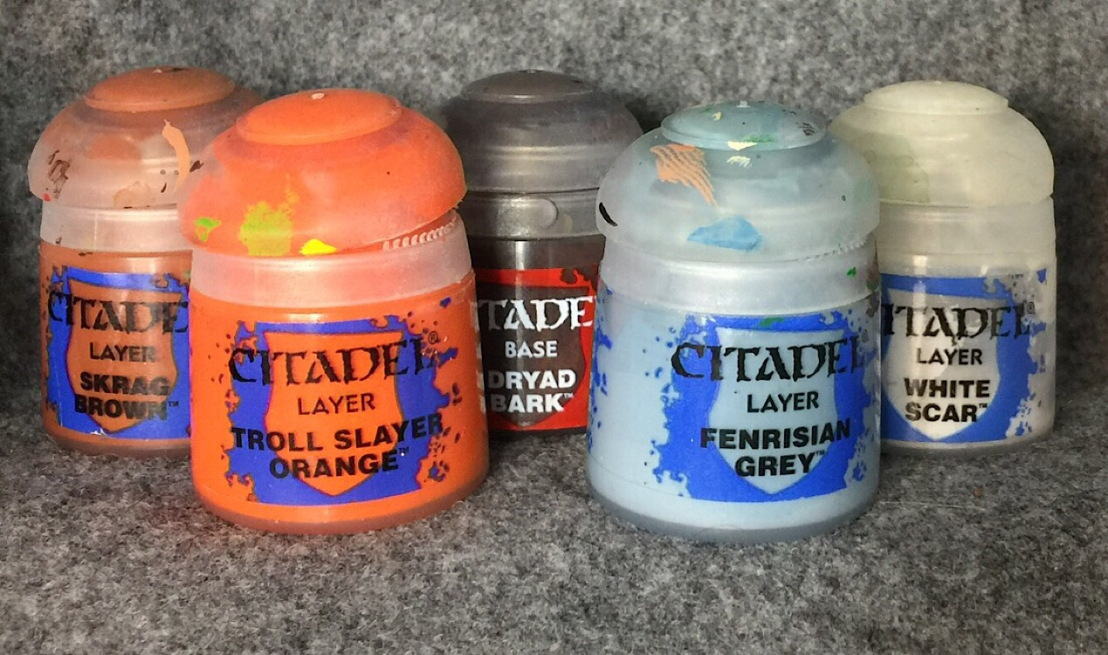 CITADEL
LAYER
SKRAG
BROWN™
CITADEL®
LAYER
TROLL SLAYER
ORANGE™
CITADEL
BASE
DRYAD
BARK™
CITADEL
LAYER
FENRISIAN
GREY™
CITADEL®
LAYER
WHITE
SCAR™